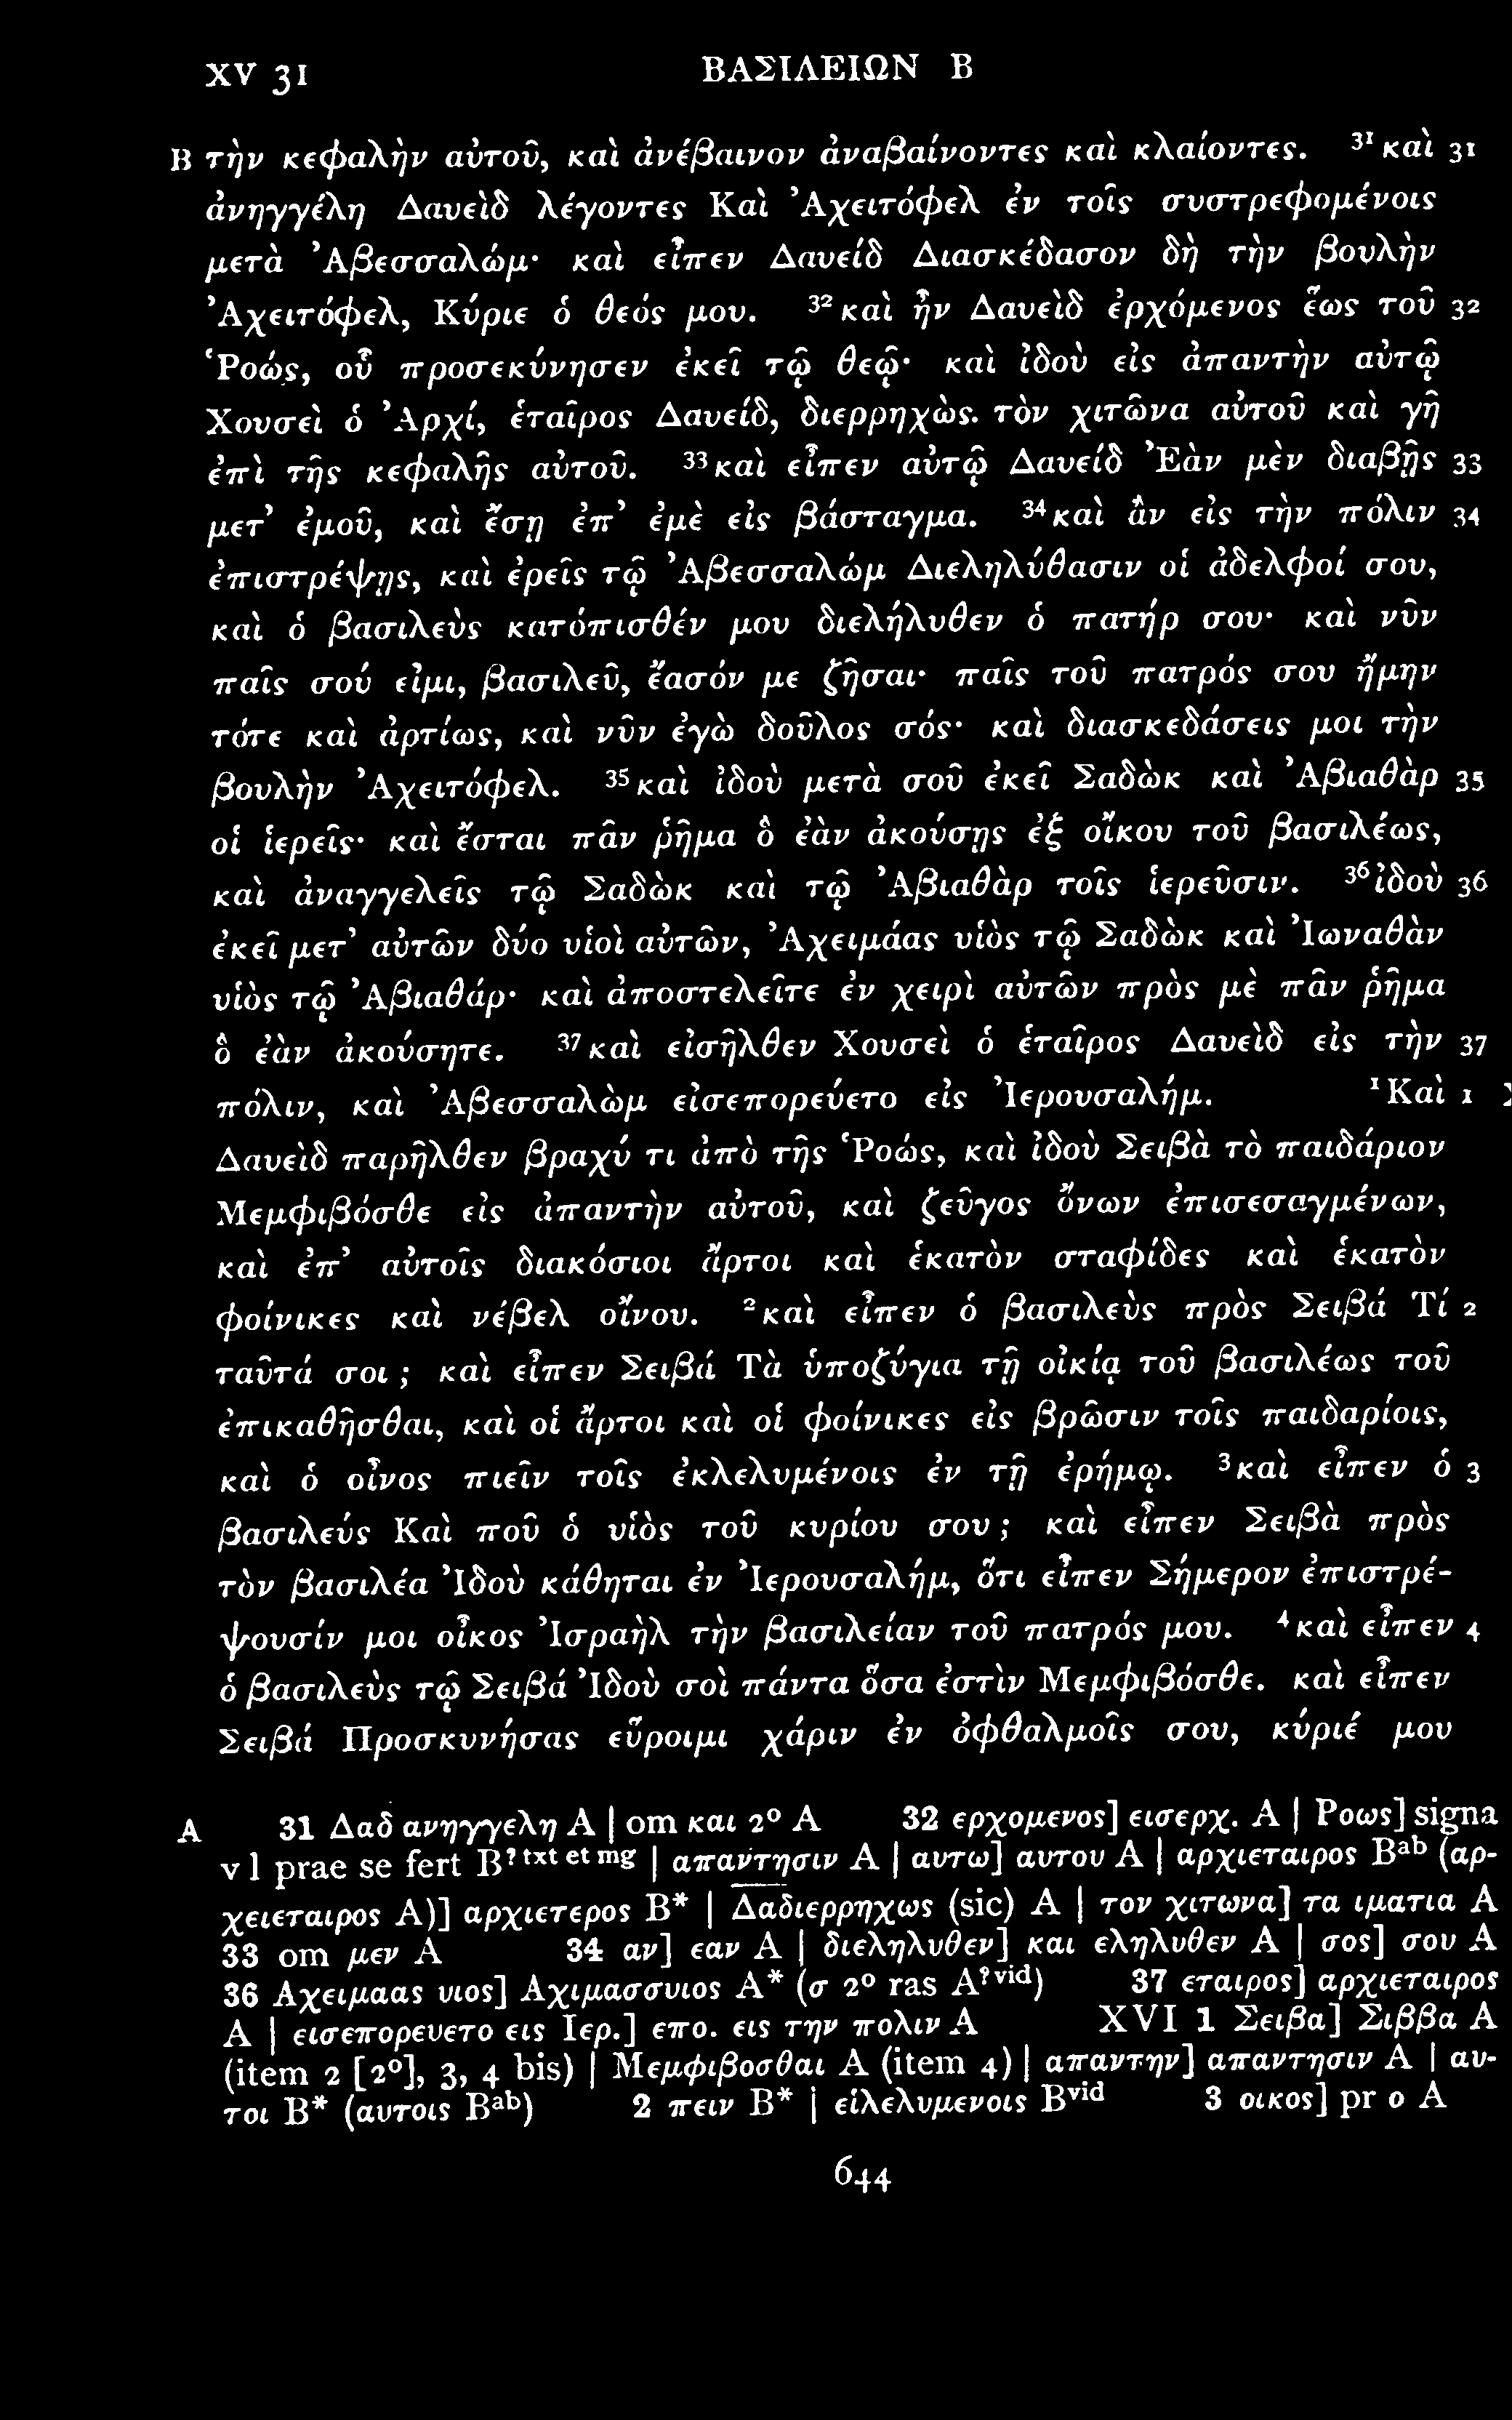 XV 31 ΒΑΣΙΛΕΙΩΝ Β
B τὴν κεφαλὴν αὐτοῦ, καὶ ἀνέβαινον ἀναβαίνοντες καὶ κλαίοντες. ³¹καὶ 31
ἀνηγγέλη Δαυεὶδ λέγοντες Καὶ Ἀχειτόφελ ἐν τοῖς συστρεφομένοις
μετὰ Ἀβεσσαλώμ· καὶ εἶπεν Δαυείδ Διασκέδασον δὴ τὴν βουλὴν
Ἀχειτόφελ, Κύριε ὁ θεός μου. ³²καὶ ἦν Δαυεὶδ ἐρχόμενος ἕως τοῦ 32
Ῥοώς, οὗ προσεκύνησεν ἐκεῖ τῷ θεῷ· καὶ ἰδοὺ εἰς ἀπαντὴν αὐτῷ
Χουσεὶ ὁ Ἀρχί, ἑταῖρος Δαυείδ, διερρηχὼς τὸν χιτῶνα αὐτοῦ καὶ γῆ
ἐπὶ τῆς κεφαλῆς αὐτοῦ. ³³καὶ εἶπεν αὐτῷ Δαυείδ Ἐὰν μὲν διαβῇς 33
μετ’ ἐμοῦ, καὶ ἔσῃ ἐπ’ ἐμὲ εἰς βάσταγμα. ³⁴καὶ ἂν εἰς τὴν πόλιν 34
ἐπιστρέψῃς, καὶ ἐρεῖς τῷ Ἀβεσσαλώμ Διεληλύθασιν οἱ ἀδελφοί σου,
καὶ ὁ βασιλεὺς κατόπισθέν μου διελήλυθεν ὁ πατήρ σου· καὶ νῦν
παῖς σού εἰμι, βασιλεῦ, ἔασόν με ζῆσαι· παῖς τοῦ πατρός σου ἤμην
τότε καὶ ἀρτίως, καὶ νῦν ἐγὼ δοῦλος σός· καὶ διασκεδάσεις μοι τὴν
βουλὴν Ἀχειτόφελ. ³⁵καὶ ἰδοὺ μετὰ σοῦ ἐκεῖ Σαδὼκ καὶ Ἀβιαθὰρ 35
οἱ ἱερεῖς· καὶ ἔσται πᾶν ῥῆμα ὃ ἐὰν ἀκούσῃς ἐξ οἴκου τοῦ βασιλέως,
καὶ ἀναγγελεῖς τῷ Σαδὼκ καὶ τῷ Ἀβιαθὰρ τοῖς ἱερεῦσιν. ³⁶ἰδοὺ 36
ἐκεῖ μετ’ αὐτῶν δύο υἱοὶ αὐτῶν, Ἀχειμάας υἱὸς τῷ Σαδὼκ καὶ Ἰωναθὰν
υἱὸς τῷ Ἀβιαθάρ· καὶ ἀποστελεῖτε ἐν χειρὶ αὐτῶν πρὸς μὲ πᾶν ῥῆμα
ὃ ἐὰν ἀκούσητε. ³⁷καὶ εἰσῆλθεν Χουσεὶ ὁ ἑταῖρος Δαυεὶδ εἰς τὴν 37
πόλιν, καὶ Ἀβεσσαλὼμ εἰσεπορεύετο εἰς Ἰερουσαλήμ. ¹Καὶ 1
Δαυεὶδ παρῆλθεν βραχύ τι ἀπὸ τῆς Ῥοώς, καὶ ἰδοὺ Σειβὰ τὸ παιδάριον
Μεμφιβόσθε εἰς ἀπαντὴν αὐτοῦ, καὶ ζεῦγος ὄνων ἐπισεσαγμένων,
καὶ ἐπ’ αὐτοῖς διακόσιοι ἄρτοι καὶ ἑκατὸν σταφίδες καὶ ἑκατὸν
φοίνικες καὶ νέβελ οἴνου. ²καὶ εἶπεν ὁ βασιλεὺς πρὸς Σειβά Τί 2
ταῦτά σοι ; καὶ εἶπεν Σειβά Τὰ ὑποζύγια τῇ οἰκίᾳ τοῦ βασιλέως τοῦ
ἐπικαθῆσθαι, καὶ οἱ ἄρτοι καὶ οἱ φοίνικες εἰς βρῶσιν τοῖς παιδαρίοις,
καὶ ὁ οἶνος πιεῖν τοῖς ἐκλελυμένοις ἐν τῇ ἐρήμῳ. ³καὶ εἶπεν ὁ 3
βασιλεύς Καὶ ποῦ ὁ υἱὸς τοῦ κυρίου σου ; καὶ εἶπεν Σειβὰ πρὸς
τὸν βασιλέα Ἰδοὺ κάθηται ἐν Ἰερουσαλήμ, ὅτι εἶπεν Σήμερον ἐπιστρέ-
ψουσίν μοι οἶκος Ἰσραὴλ τὴν βασιλείαν τοῦ πατρός μου. ⁴καὶ εἶπεν 4
ὁ βασιλεὺς τῷ Σειβά Ἰδοὺ σοὶ πάντα ὅσα ἐστὶν Μεμφιβόσθε. καὶ εἶπεν
Σειβά Προσκυνήσας εὕροιμι χάριν ἐν ὀφθαλμοῖς σου, κύριέ μου
A 31 Δαδ ανηγγελη A | om και 2° A 32 ερχομενος] εισερχ. A | Ροως] signa
v l prae se fert B? txt et mg | απαντησιν A | αυτω] αυτου A | αρχιεταιρος Bab (αρ-
χειεταιρος A)] αρχιετερος B* | Δαδιερρηχως (sic) A | τον χιτωνα] τα ιματια A
33 om μεν A 34 αν] εαν A | διεληλυθεν] και εληλυθεν A | σος] σου A
36 Αχειμαας υιος] Αχιμασσυιος A* (σ 2° ras A?vid) 37 εταιρος] αρχιεταιρος
A | εισεπορευετο εις Ιερ.] επο. εις την πολιν A XVI 1 Σειβα] Σιββα A
(item 2 [2°], 3, 4 bis) | Μεμφιβοσθαι A (item 4) | απαντην] απαντησιν A | αυ-
τοι B* (αυτοις Bab) 2 πειν B* | εἰλελυμενοις Bvid 3 οικος] pr ο A
644